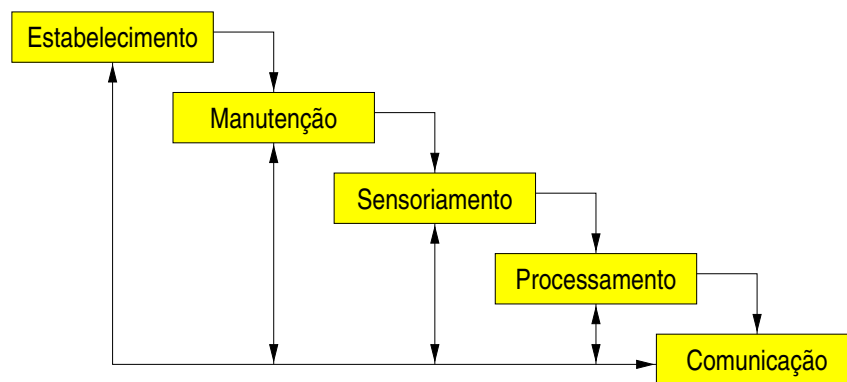 Estabelecimento
Manutenção
Sensoriamento
Processamento
Comunicação